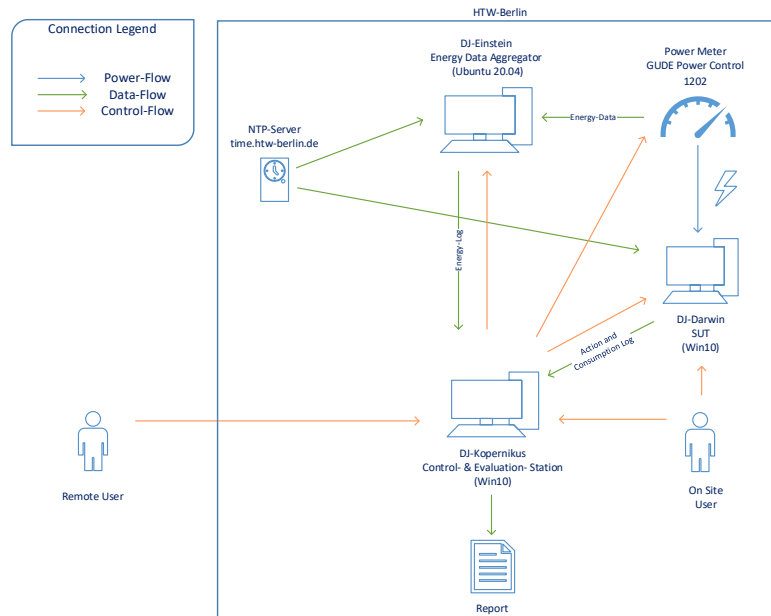 HTW-Berlin
Connection Legend
Power-Flow
Data-Flow
Control-Flow
DJ-Einstein
Energy Data Aggregator
(Ubuntu 20.04)
Power Meter
GUDE Power Control
1202
NTP-Server
time.htw-berlin.de
Energy-Data
Energy-Log
DJ-Darwin
SUT
(Win10)
Action and
Consumption Log
DJ-Kopernikus
Control- & Evaluation- Station
(Win10)
Remote User
On Site
User
Report